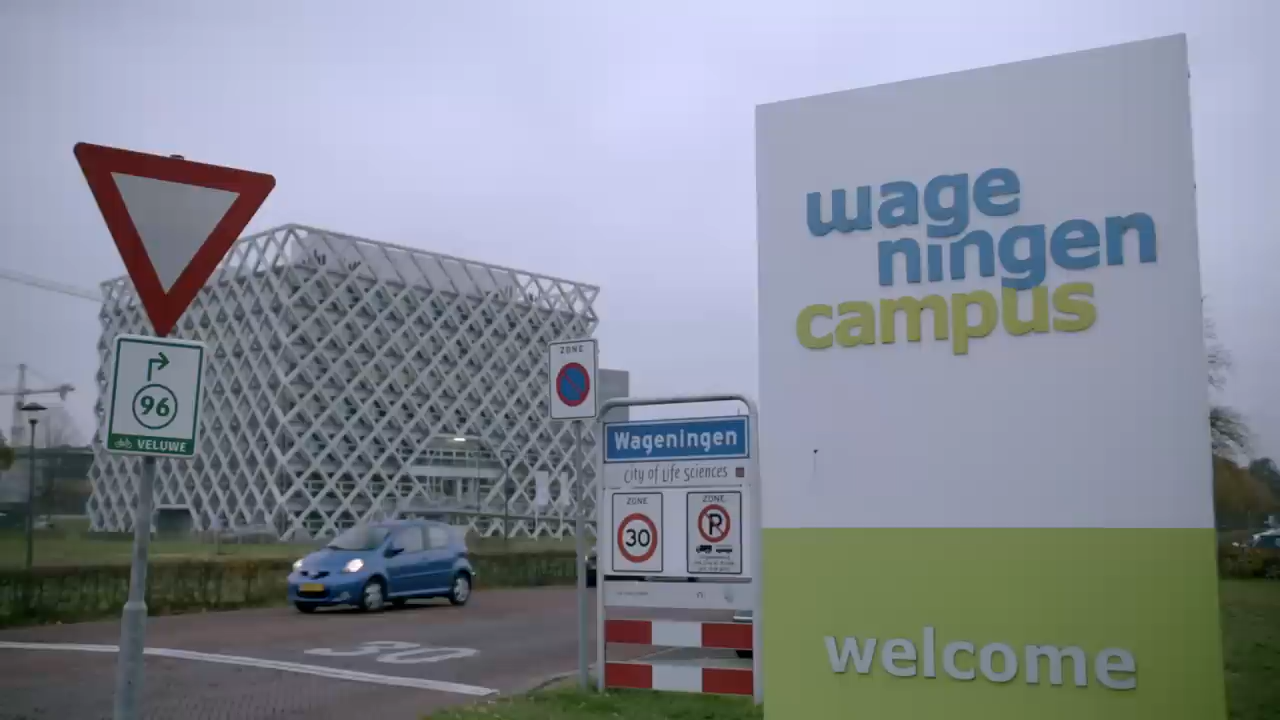 wage
ningen
campus
welcome
96
VELUWE
ZONE
Wageningen
City of Life Sciences
ZONE
30
ZONE
P
30